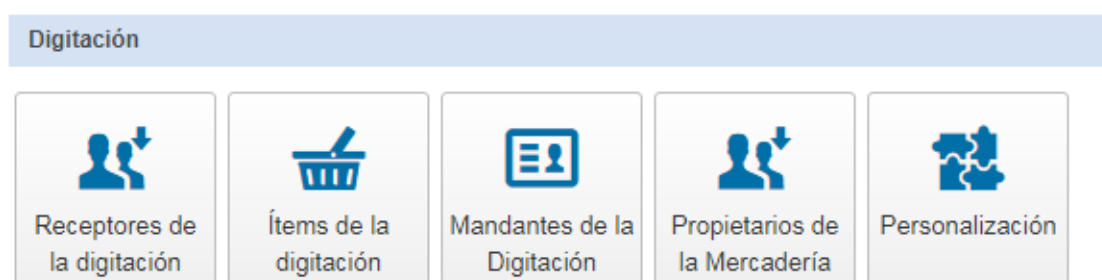 Digitación
Receptores de
la digitación
Ítems de la
digitación
Mandantes de la
Digitación
Propietarios de
la Mercadería
Personalización